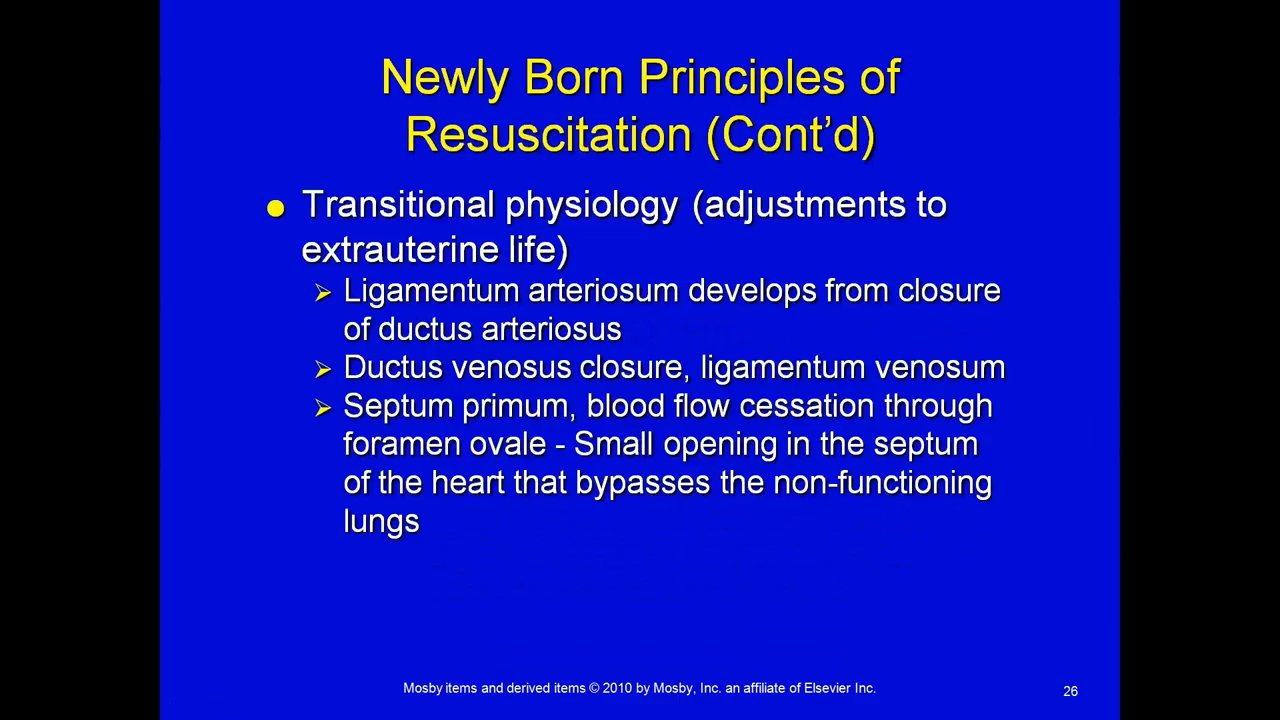 Newly Born Principles of
Resuscitation (Cont’d)
Transitional physiology (adjustments to
extrauterine life)
Ligamentum arteriosum develops from closure
of ductus arteriosus
Ductus venosus closure, ligamentum venosum
Septum primum, blood flow cessation through
foramen ovale - Small opening in the septum
of the heart that bypasses the non-functioning
lungs
Mosby items and derived items © 2010 by Mosby, Inc. an affiliate of Elsevier Inc.
26